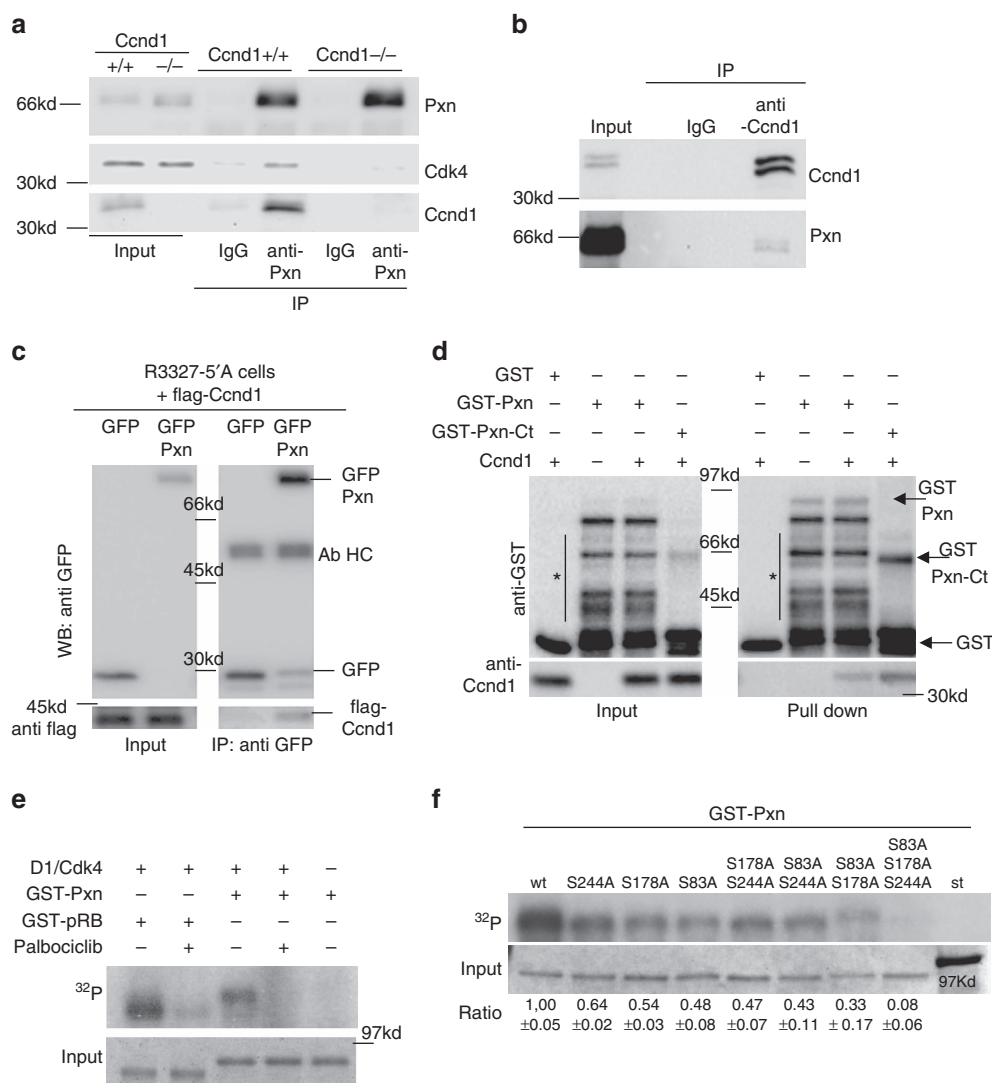 a
Ccnd1
+/+ –/–
Ccnd1+/+
Ccnd1–/–
66kd
Pxn
Cdk4
30kd
Ccnd1
30kd
Input
IgG anti-Pxn IgG anti-Pxn
IP
b
IP
Input IgG anti-Ccnd1
Ccnd1
30kd
66kd
Pxn
c
R3327-5′A cells
+ flag-Ccnd1
GFP GFP Pxn GFP GFP Pxn
WB: anti GFP
GFP Pxn
66kd
Ab HC
45kd
30kd
GFP
45kd
anti flag
flag-Ccnd1
Input
IP: anti GFP
d
GST + – – – + – – –
GST-Pxn – + + – – + + –
GST-Pxn-Ct – – – + – – – +
Ccnd1 + – + + + – + +
97kd
GST Pxn
anti-GST
*
66kd
*
GST Pxn-Ct
45kd
GST
anti-Ccnd1
30kd
Input
Pull down
e
D1/Cdk4 + + + + –
GST-Pxn – – + + +
GST-pRB + + – – –
Palbociclib – + – + –
32P
97kd
Input
f
GST-Pxn
wt S244A S178A S83A S178A S244A S83A S244A S83A S178A S83A S178A S244A st
32P
Input
97Kd
Ratio 1,00 0.64 0.54 0.48 0.47 0.43 0.33 0.08
±0.05 ±0.02 ±0.03 ±0.08 ±0.07 ±0.11 ± 0.17 ±0.06